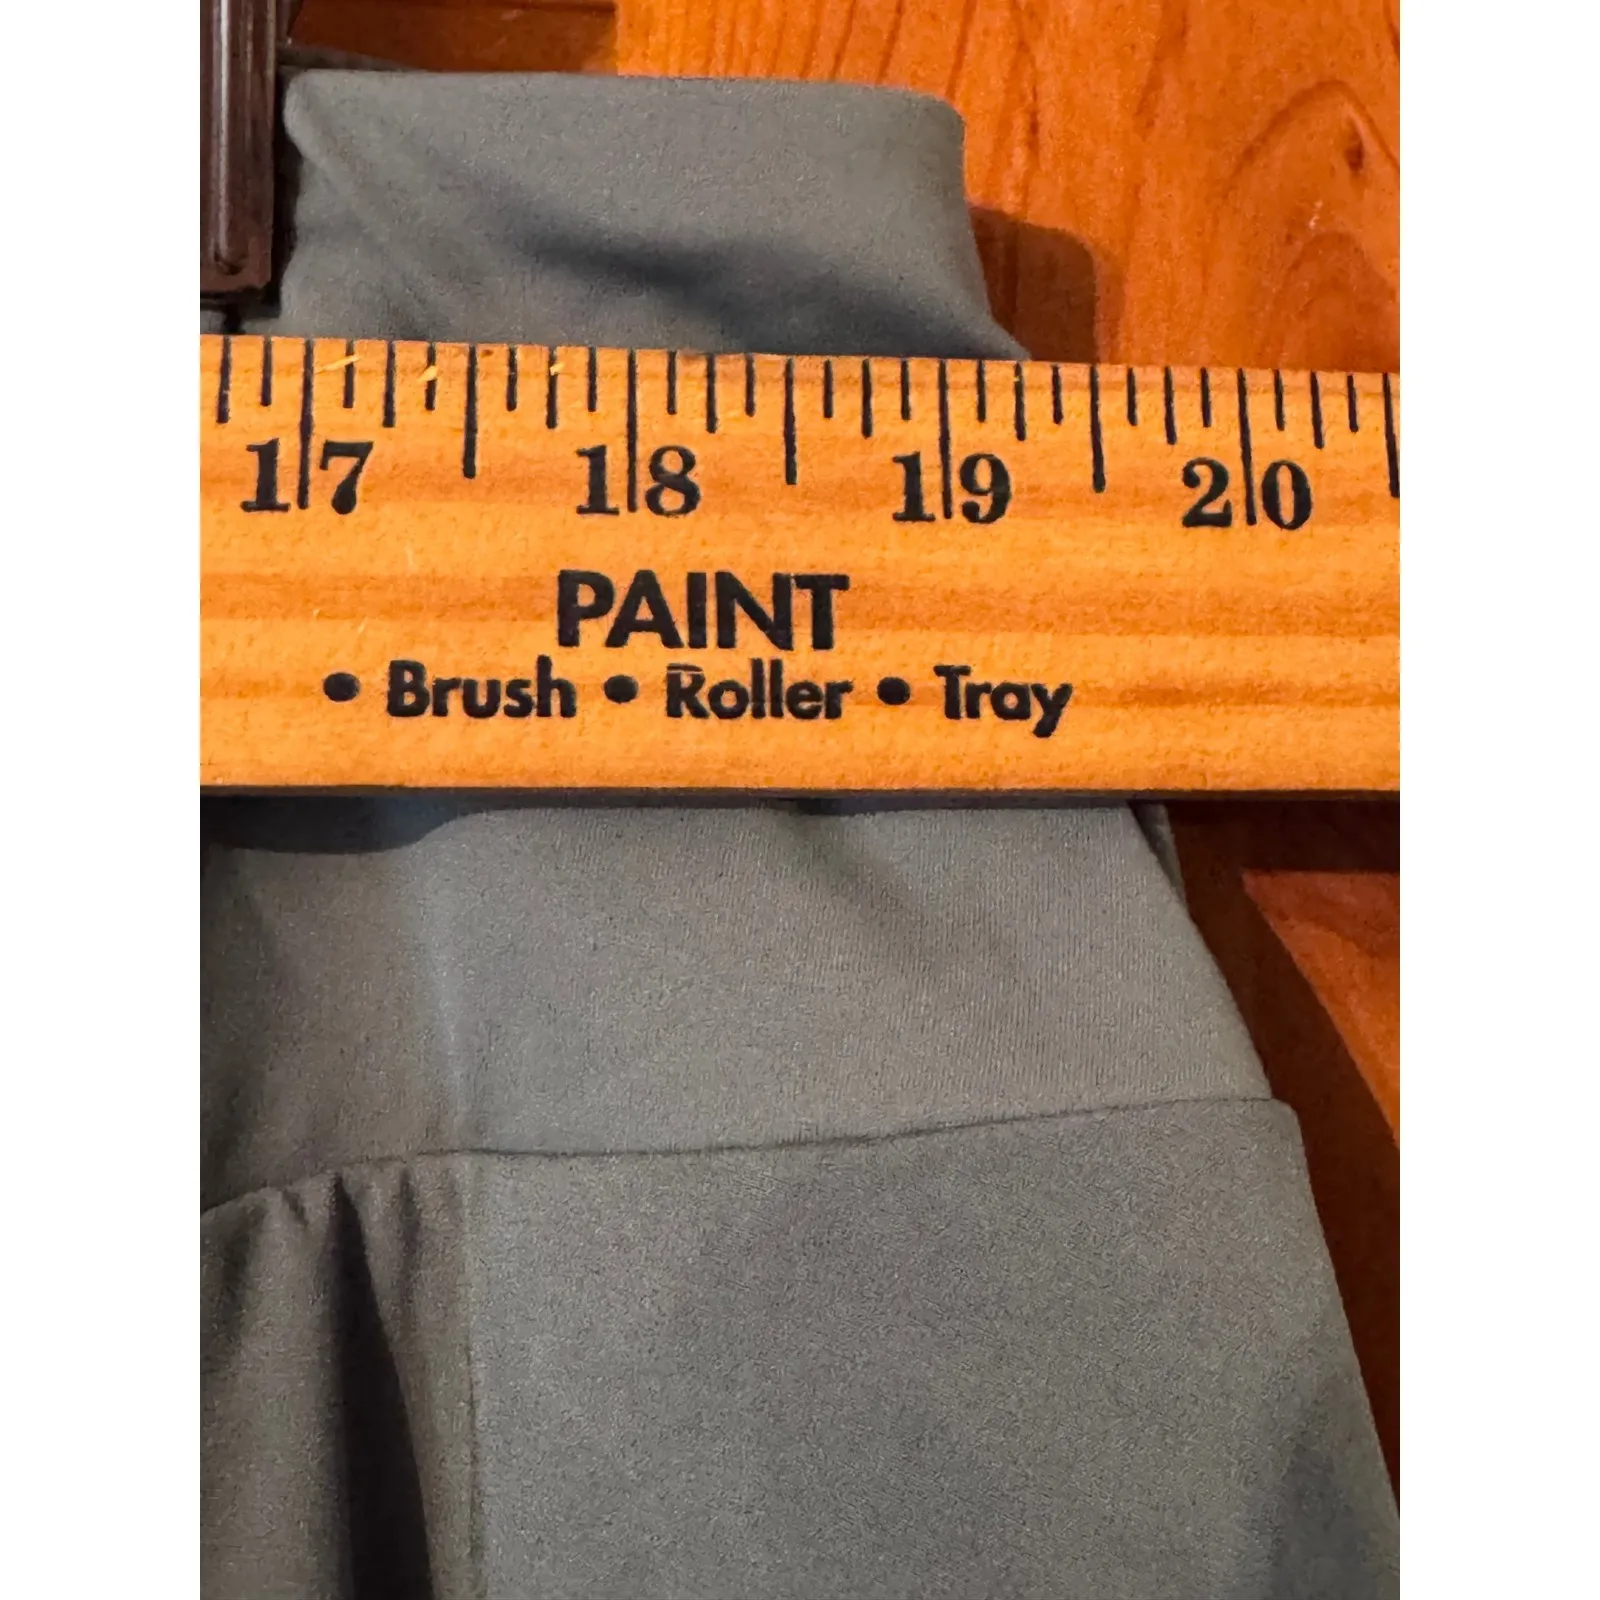 17 18 19 20
PAINT
• Brush • Roller • Tray